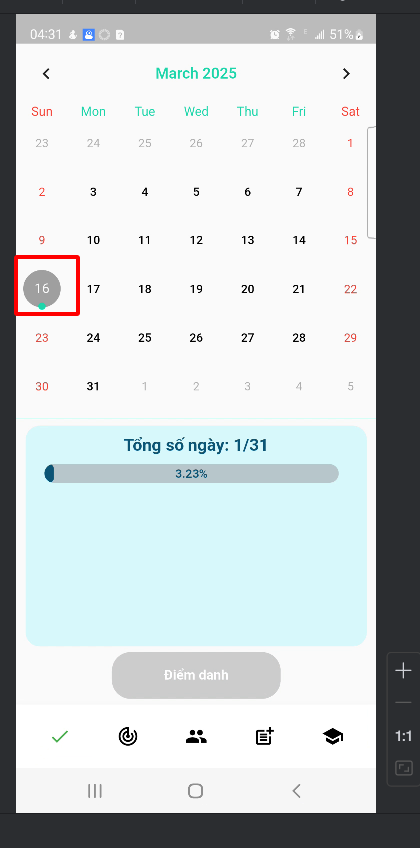 04:31 51%
March 2025
Sun Mon Tue Wed Thu Fri Sat
23 24 25 26 27 28 1
2 3 4 5 6 7 8
9 10 11 12 13 14 15
16 17 18 19 20 21 22
23 24 25 26 27 28 29
30 31 1 2 3 4 5
Tổng số ngày: 1/31
3.23%
Điểm danh
1:1